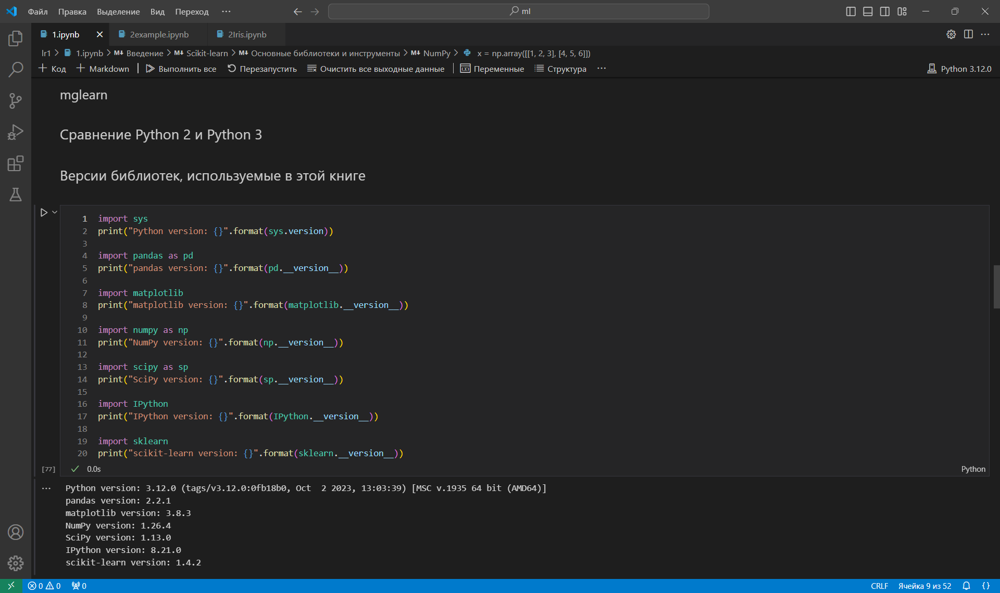 Файл Правка Выделение Вид Переход ··· ml
1.ipynb 2example.ipynb 2Iris.ipynb
lr1 > 1.ipynb > M↓ Введение > M↓ Scikit-learn > M↓ Основные библиотеки и инструменты > M↓ NumPy > x = np.array([[1, 2, 3], [4, 5, 6]])
+ Код + Markdown | Выполнить все Перезапустить Очистить все выходные данные | Переменные Структура ··· Python 3.12.0
mglearn
Сравнение Python 2 и Python 3
Версии библиотек, используемые в этой книге
1 import sys
2 print("Python version: {}".format(sys.version))
3
4 import pandas as pd
5 print("pandas version: {}".format(pd.__version__))
6
7 import matplotlib
8 print("matplotlib version: {}".format(matplotlib.__version__))
9
10 import numpy as np
11 print("NumPy version: {}".format(np.__version__))
12
13 import scipy as sp
14 print("SciPy version: {}".format(sp.__version__))
15
16 import IPython
17 print("IPython version: {}".format(IPython.__version__))
18
19 import sklearn
20 print("scikit-learn version: {}".format(sklearn.__version__))
[77] ✓ 0.0s Python
··· Python version: 3.12.0 (tags/v3.12.0:0fb18b0, Oct  2 2023, 13:03:39) [MSC v.1935 64 bit (AMD64)]
pandas version: 2.2.1
matplotlib version: 3.8.3
NumPy version: 1.26.4
SciPy version: 1.13.0
IPython version: 8.21.0
scikit-learn version: 1.4.2
0 0 0 CRLF Ячейка 9 из 52 {}